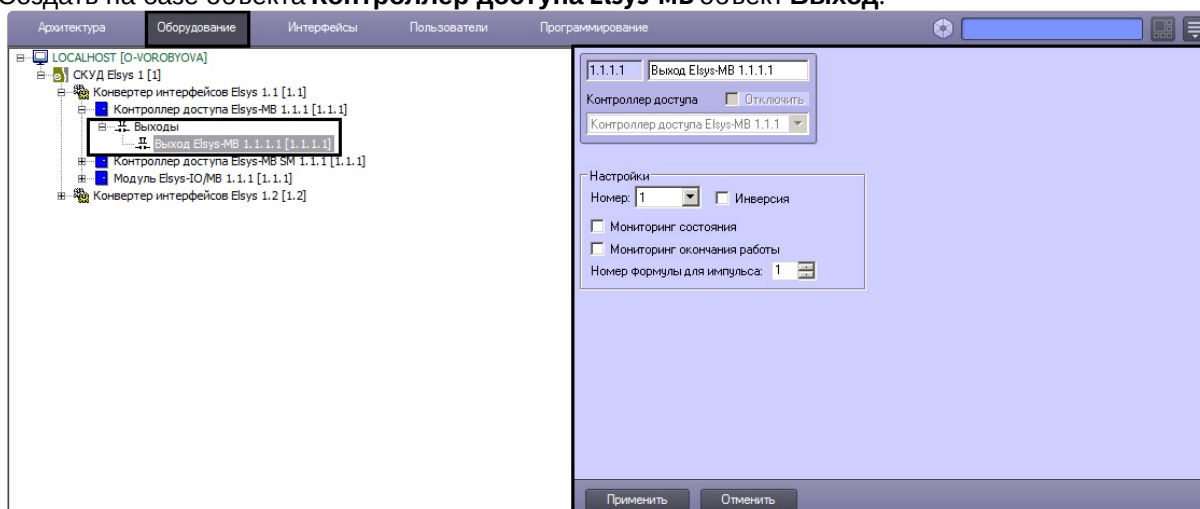 Создать на базе объекта Контроллер доступа Elsys-MB объект Выход.
Архитектура Оборудование Интерфейсы Пользователи Программирование
LOCALHOST [O-VOROBYOVA]
СКУД Elsys 1 [1]
Конвертер интерфейсов Elsys 1.1 [1.1]
Контроллер доступа Elsys-MB 1.1.1 [1.1.1]
Выходы
Выход Elsys-MB 1.1.1.1 [1.1.1.1]
Контроллер доступа Elsys-MB SM 1.1.1 [1.1.1]
Модуль Elsys-IO/MB 1.1.1 [1.1.1]
Конвертер интерфейсов Elsys 1.2 [1.2]
1.1.1.1 Выход Elsys-MB 1.1.1.1
Контроллер доступа Отключить
Контроллер доступа Elsys-MB 1.1.1
Настройки
Номер: 1 Инверсия
Мониторинг состояния
Мониторинг окончания работы
Номер формулы для импульса: 1
Применить Отменить